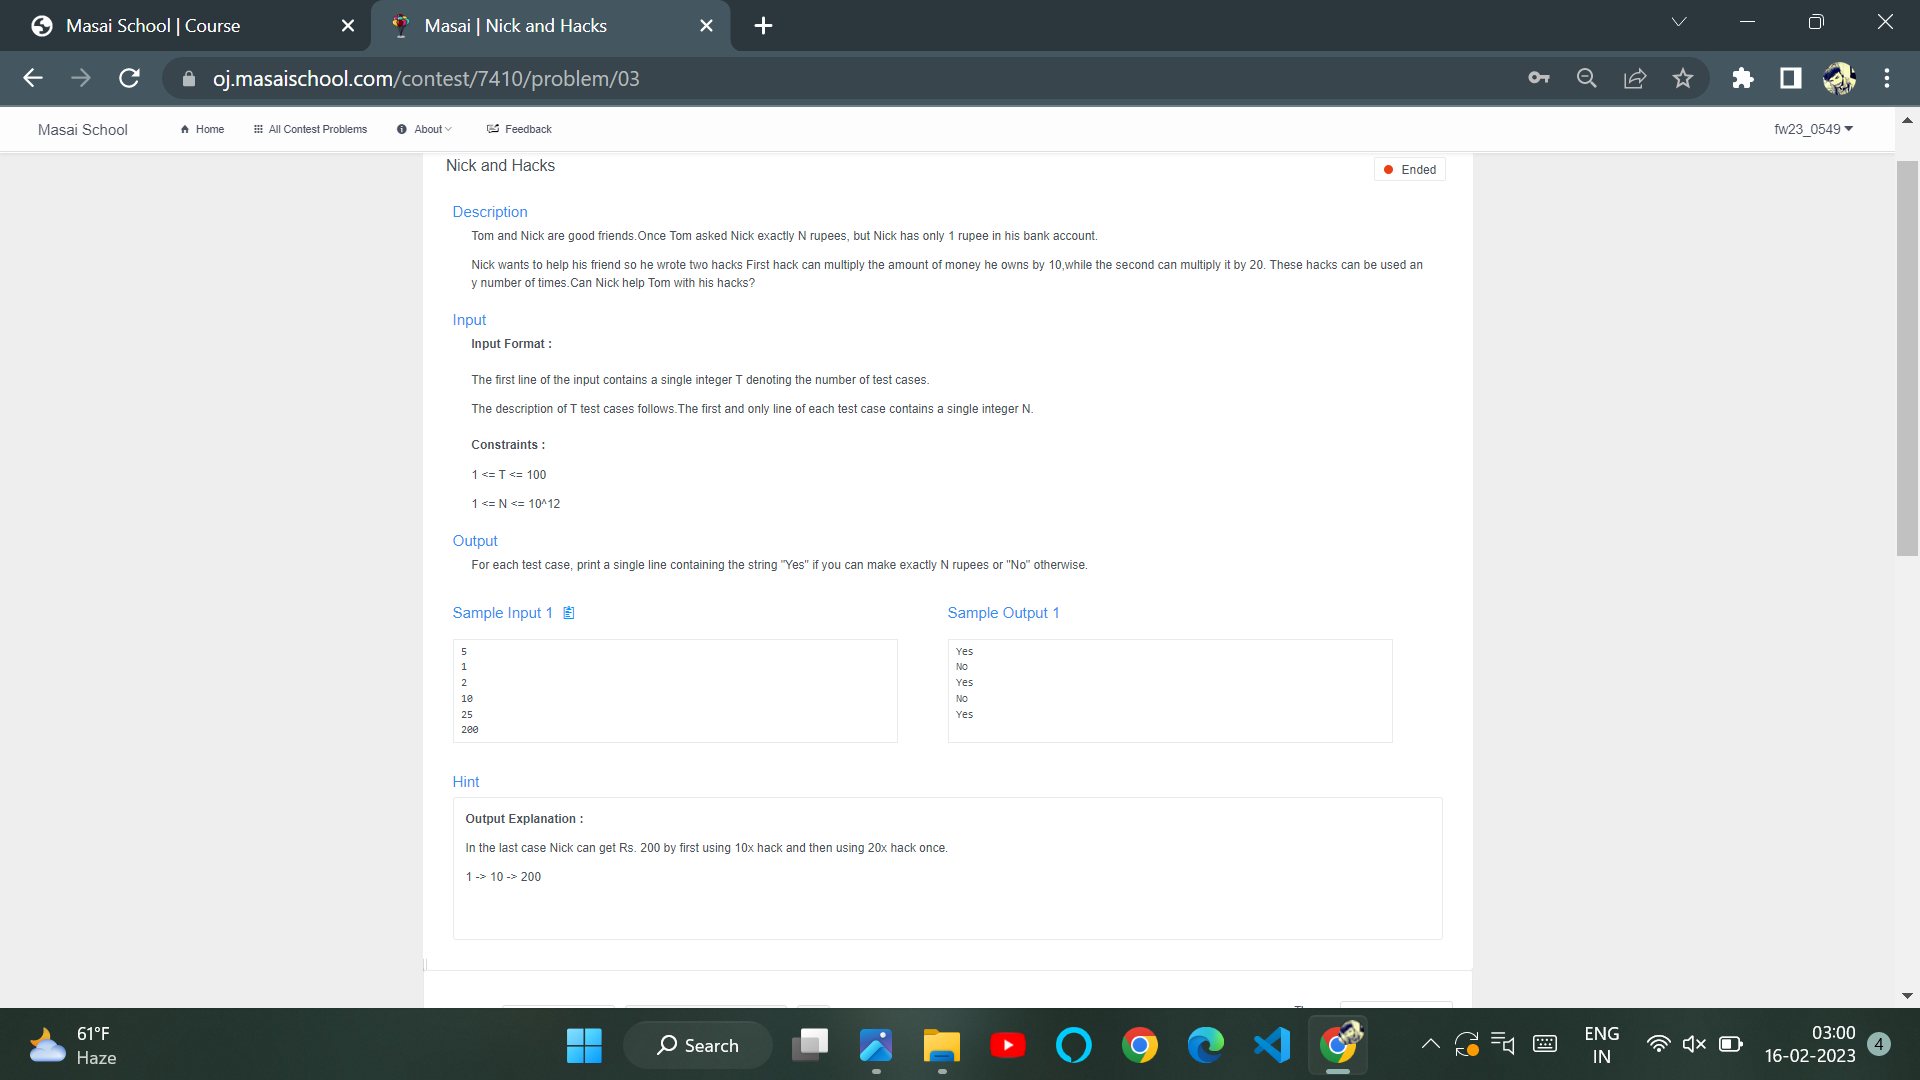 Masai School | Course
Masai | Nick and Hacks
oj.masaischool.com/contest/7410/problem/03
Masai School
Home
All Contest Problems
About
Feedback
fw23_0549
Nick and Hacks
Ended
Description
Tom and Nick are good friends.Once Tom asked Nick exactly N rupees, but Nick has only 1 rupee in his bank account.
Nick wants to help his friend so he wrote two hacks First hack can multiply the amount of money he owns by 10,while the second can multiply it by 20. These hacks can be used an
y number of times.Can Nick help Tom with his hacks?
Input
Input Format :
The first line of the input contains a single integer T denoting the number of test cases.
The description of T test cases follows.The first and only line of each test case contains a single integer N.
Constraints :
1 <= T <= 100
1 <= N <= 10^12
Output
For each test case, print a single line containing the string "Yes" if you can make exactly N rupees or "No" otherwise.
Sample Input 1
5
1
2
10
25
200
Sample Output 1
Yes
No
Yes
No
Yes
Hint
Output Explanation :
In the last case Nick can get Rs. 200 by first using 10x hack and then using 20x hack once.
1 -> 10 -> 200
61°F
Haze
Search
ENG
IN
03:00
16-02-2023
4